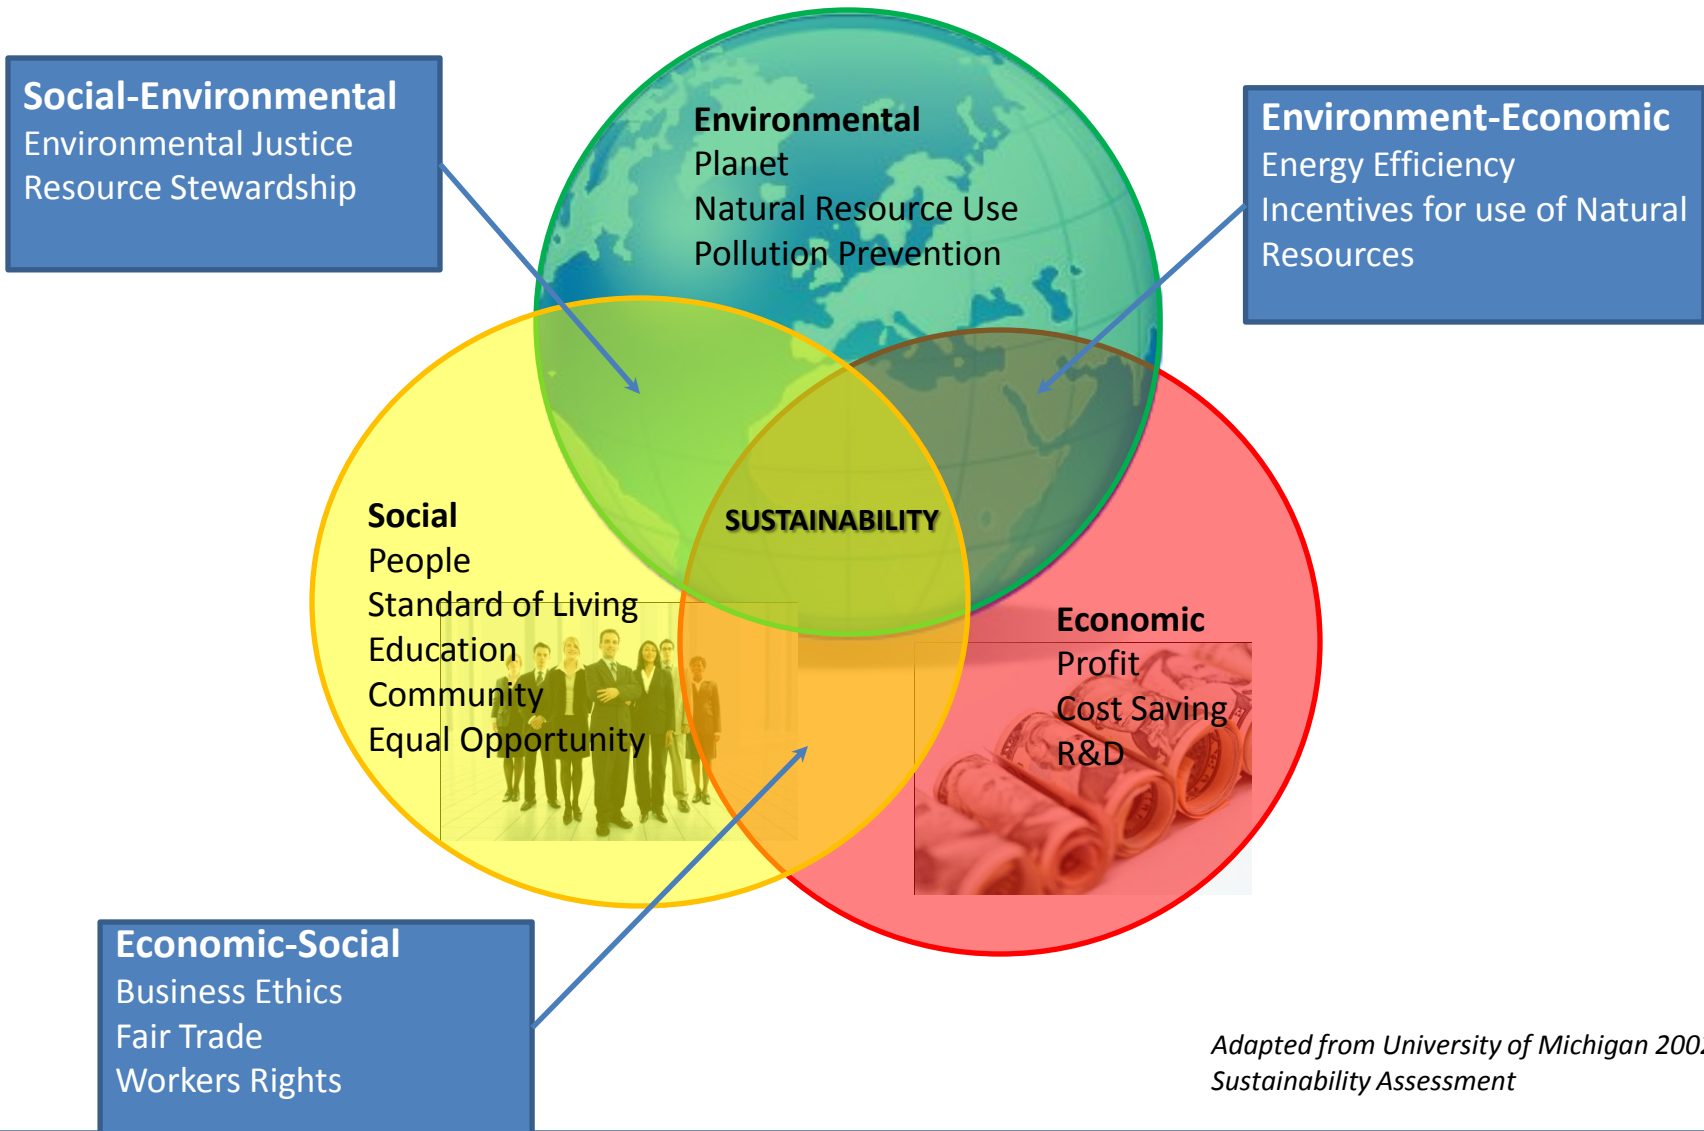 Social-Environmental
Environmental Justice
Resource Stewardship
Environmental
Planet
Natural Resource Use
Pollution Prevention
Environment-Economic
Energy Efficiency
Incentives for use of Natural
Resources
Social
People
Standard of Living
Education
Community
Equal Opportunity
SUSTAINABILITY
Economic
Profit
Cost Saving
R&D
Economic-Social
Business Ethics
Fair Trade
Workers Rights
Adapted from University of Michigan 2002
Sustainability Assessment